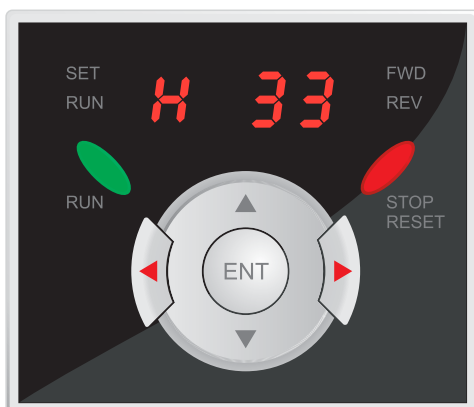 SET
RUN
H 33
FWD
REV
RUN
STOP
RESET
ENT